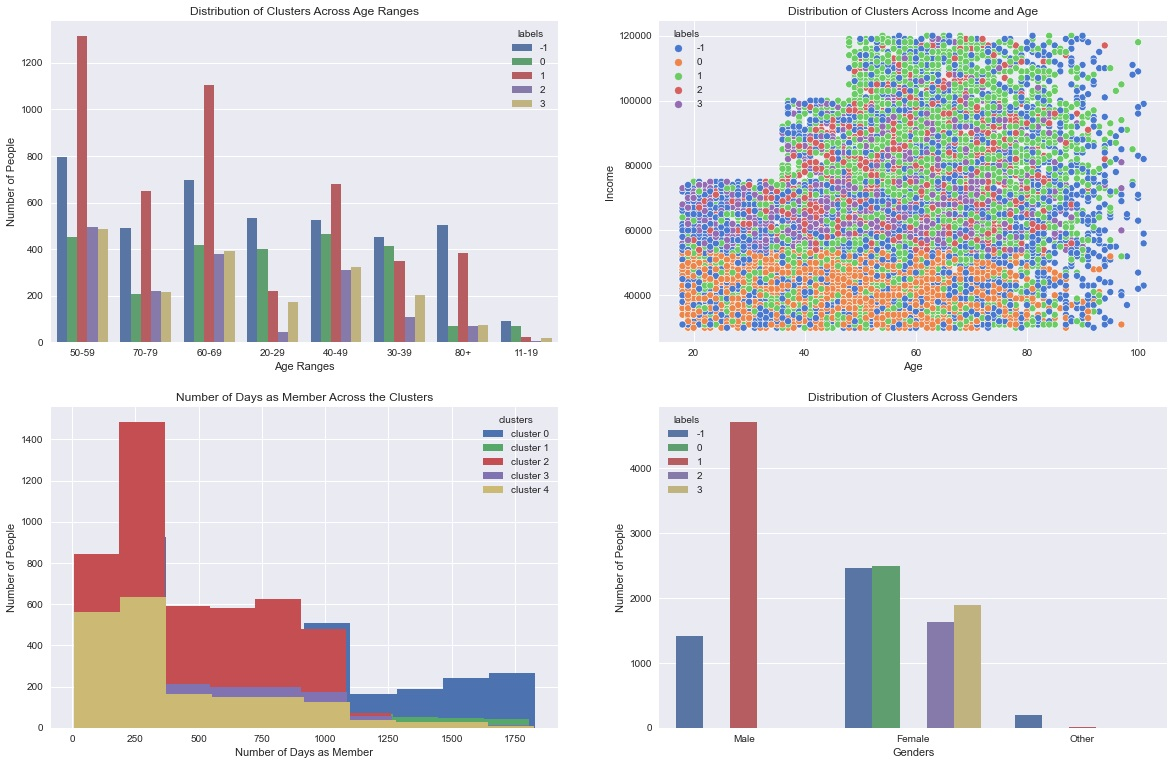 Distribution of Clusters Across Age Ranges
Number of People
1200
1000
800
600
400
200
0
labels
-1
0
1
2
3
50-59 70-79 60-69 20-29 40-49 30-39 80+ 11-19
Age Ranges
Distribution of Clusters Across Income and Age
Income
120000
100000
80000
60000
40000
labels
-1
0
1
2
3
20 40 60 80 100
Age
Number of Days as Member Across the Clusters
Number of People
1400
1200
1000
800
600
400
200
0
clusters
cluster 0
cluster 1
cluster 2
cluster 3
cluster 4
0 250 500 750 1000 1250 1500 1750
Number of Days as Member
Distribution of Clusters Across Genders
Number of People
4000
3000
2000
1000
0
labels
-1
0
1
2
3
Male Female Other
Genders